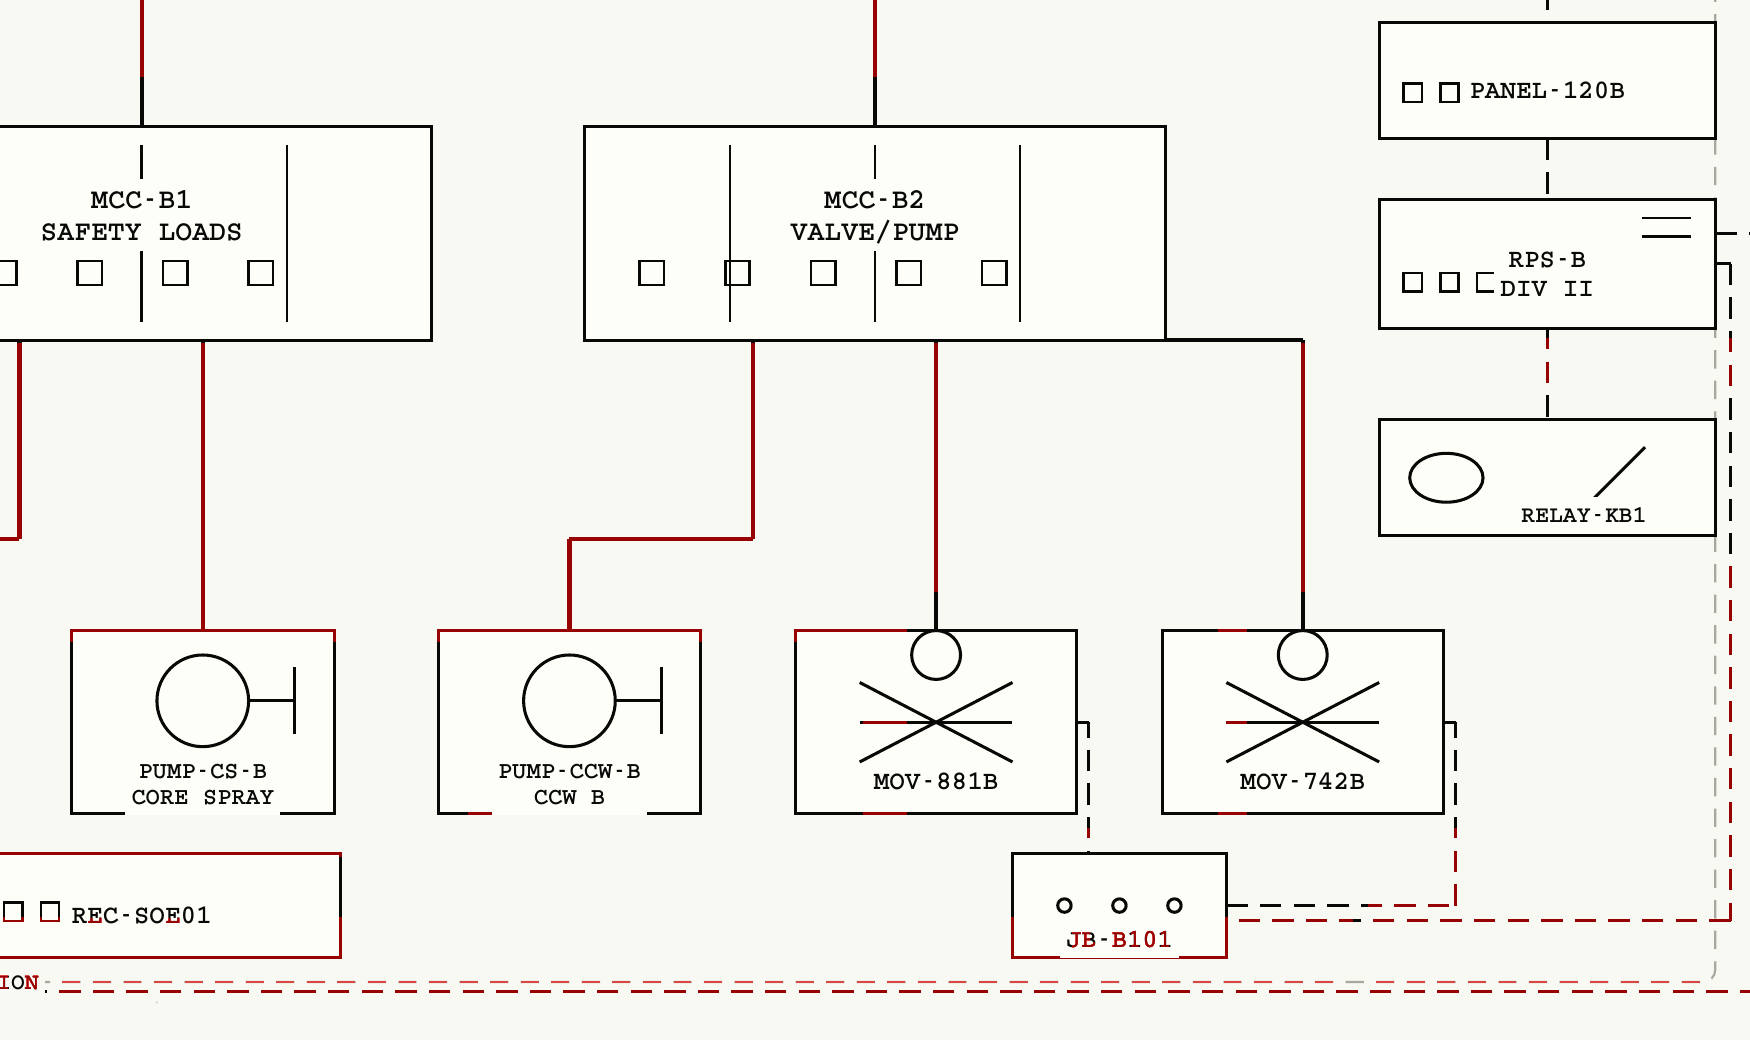 PANEL-120B
MCC-B1
SAFETY LOADS
MCC-B2
VALVE/PUMP
RPS-B
DIV II
RELAY-KB1
PUMP-CS-B
CORE SPRAY
PUMP-CCW-B
CCW B
MOV-881B
MOV-742B
REC-SOE01
JB-B101
ION